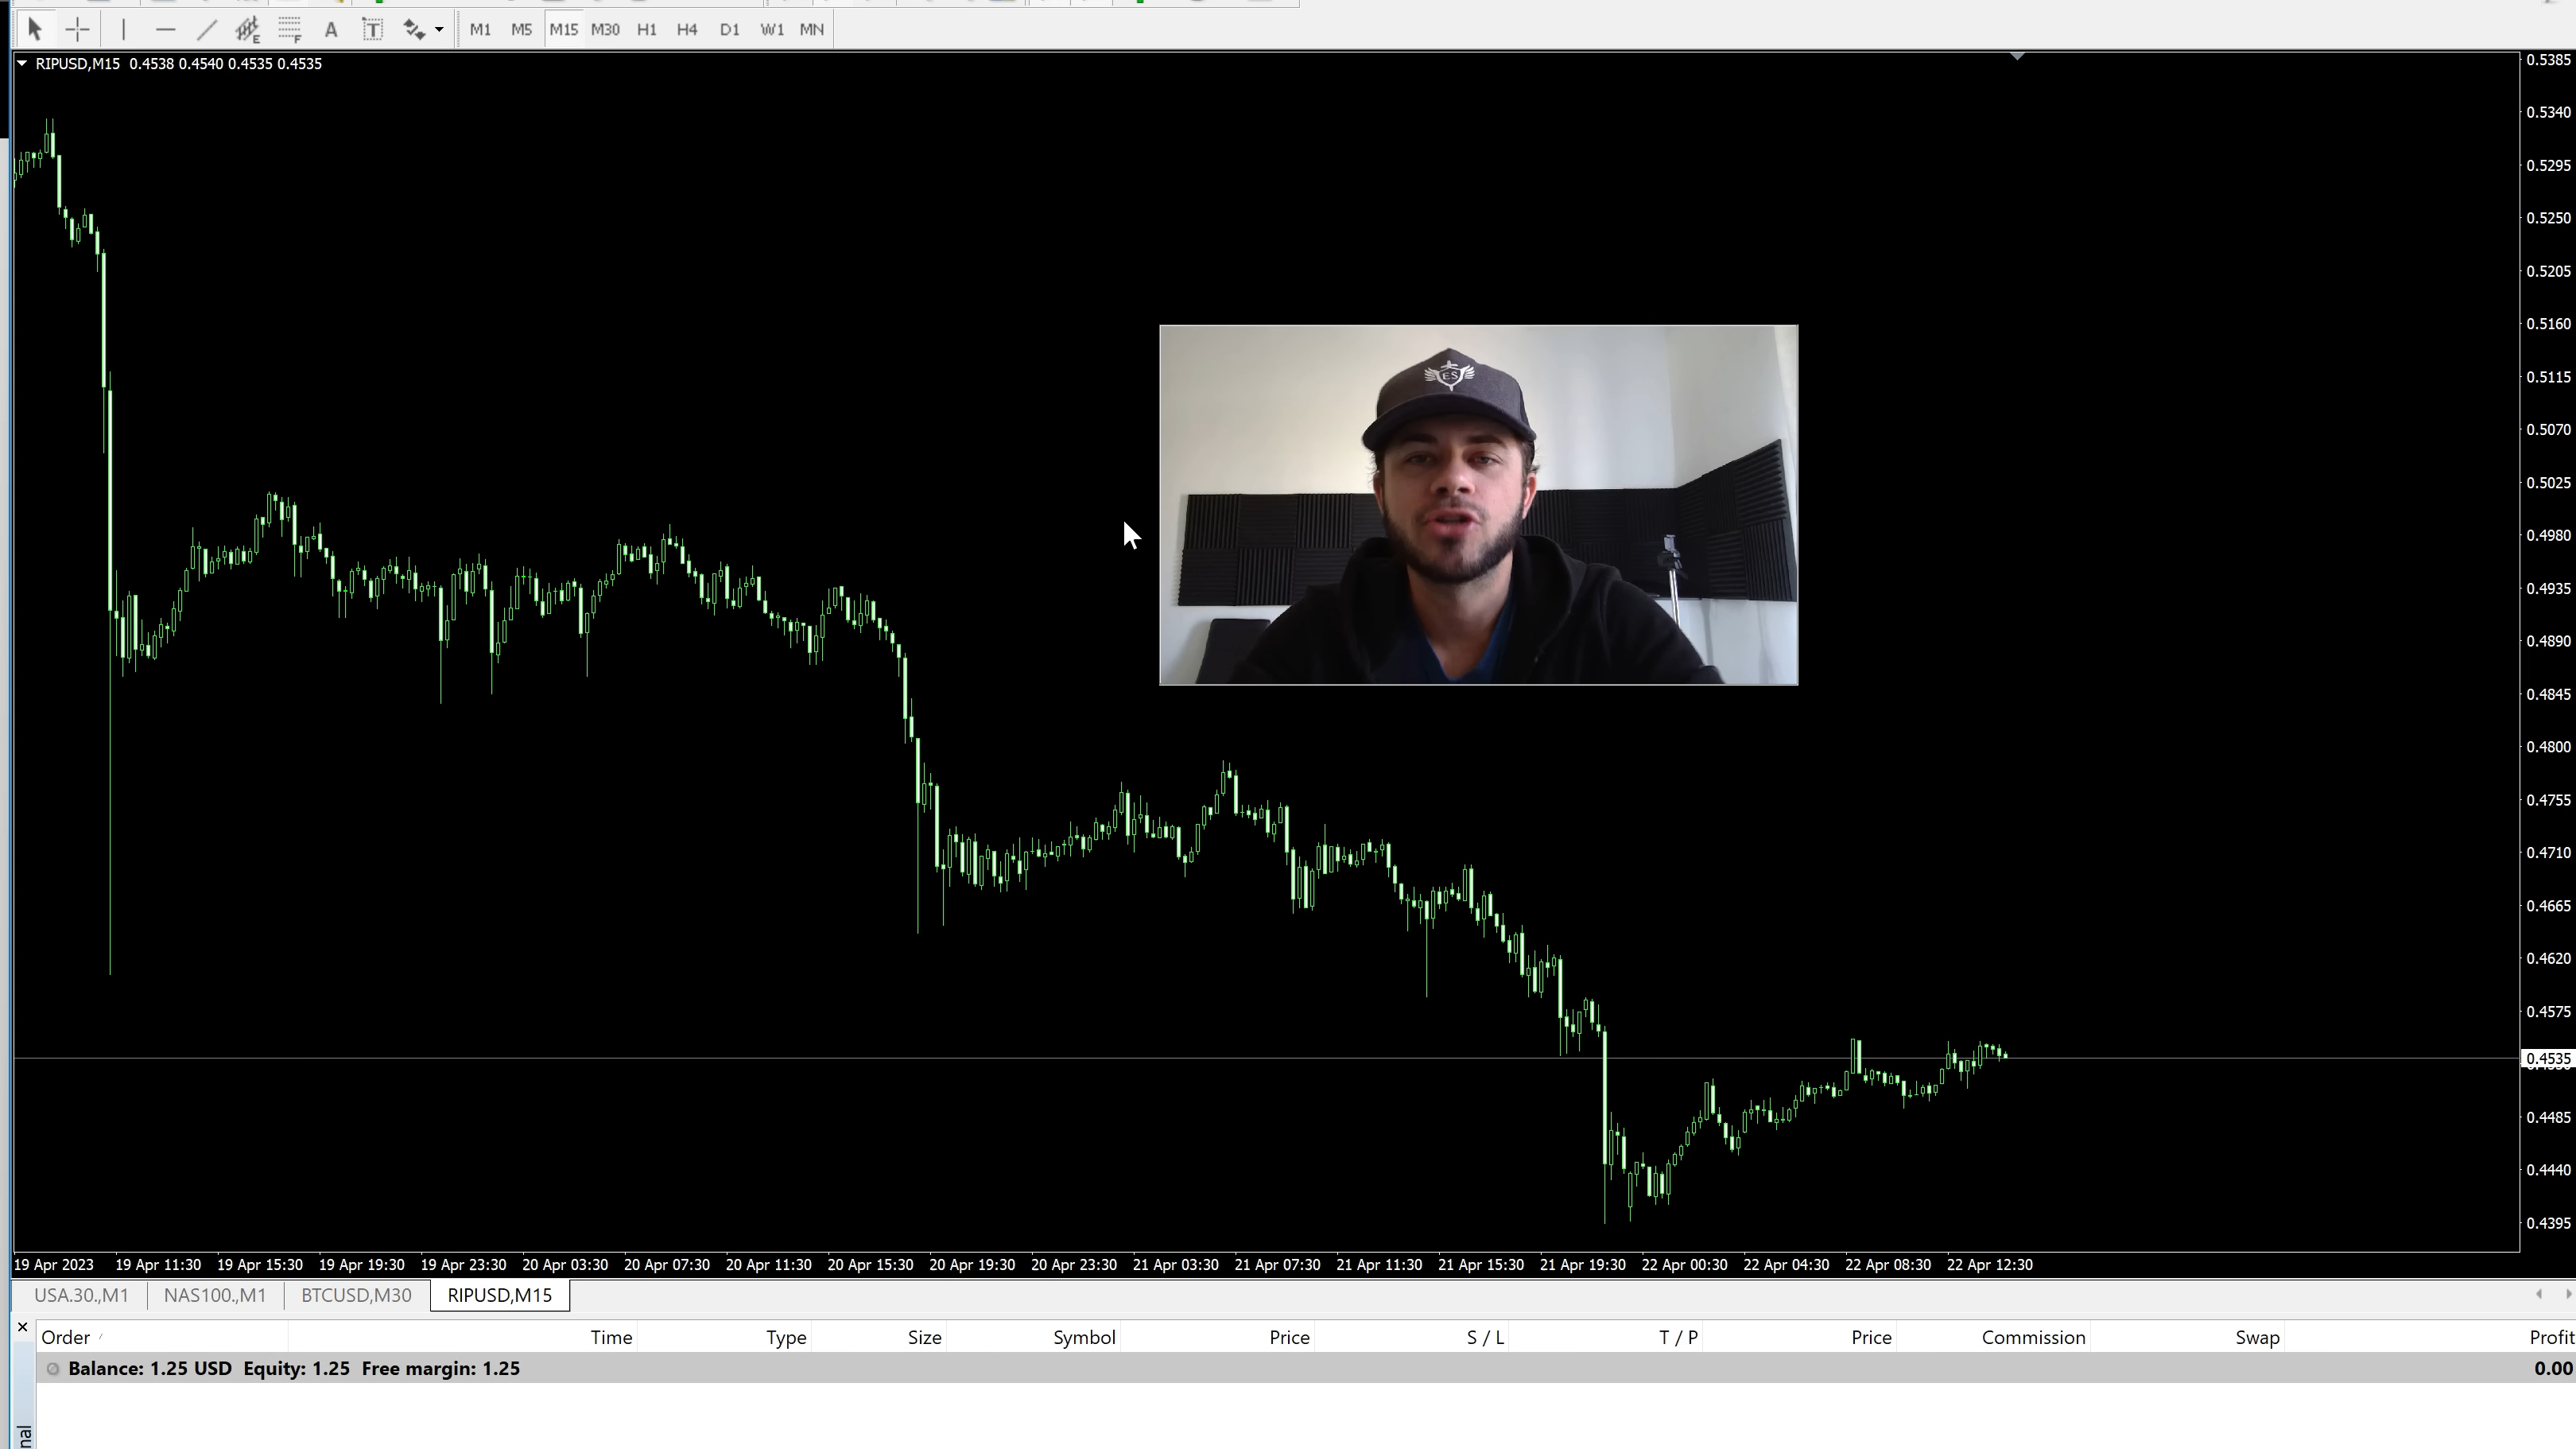 E F A T M1 M5 M15 M30 H1 H4 D1 W1 MN
RIPUSD,M15 0.4538 0.4540 0.4535 0.4535
0.5385
0.5340
0.5295
0.5250
0.5205
0.5160
0.5115
0.5070
0.5025
0.4980
0.4935
0.4890
0.4845
0.4800
0.4755
0.4710
0.4665
0.4620
0.4575
0.4535
0.4485
0.4440
0.4395
ES
19 Apr 2023 19 Apr 11:30 19 Apr 15:30 19 Apr 19:30 19 Apr 23:30 20 Apr 03:30 20 Apr 07:30 20 Apr 11:30 20 Apr 15:30 20 Apr 19:30 20 Apr 23:30 21 Apr 03:30 21 Apr 07:30 21 Apr 11:30 21 Apr 15:30 21 Apr 19:30 22 Apr 00:30 22 Apr 04:30 22 Apr 08:30 22 Apr 12:30
USA.30.,M1 NAS100.,M1 BTCUSD,M30 RIPUSD,M15
Order / Time Type Size Symbol Price S / L T / P Price Commission Swap Profit
Balance: 1.25 USD Equity: 1.25 Free margin: 1.25 0.00
nal